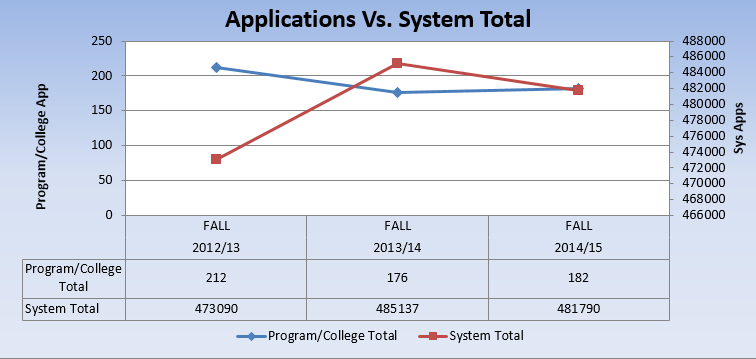 Applications Vs. System Total
Program/College App
250
200
150
100
50
0
488000
486000
484000
482000
480000
478000
476000
474000
472000
470000
468000
466000
Sys Apps
FALL FALL FALL
2012/13 2013/14 2014/15
Program/College
Total 212 176 182
System Total 473090 485137 481790
Program/College Total System Total